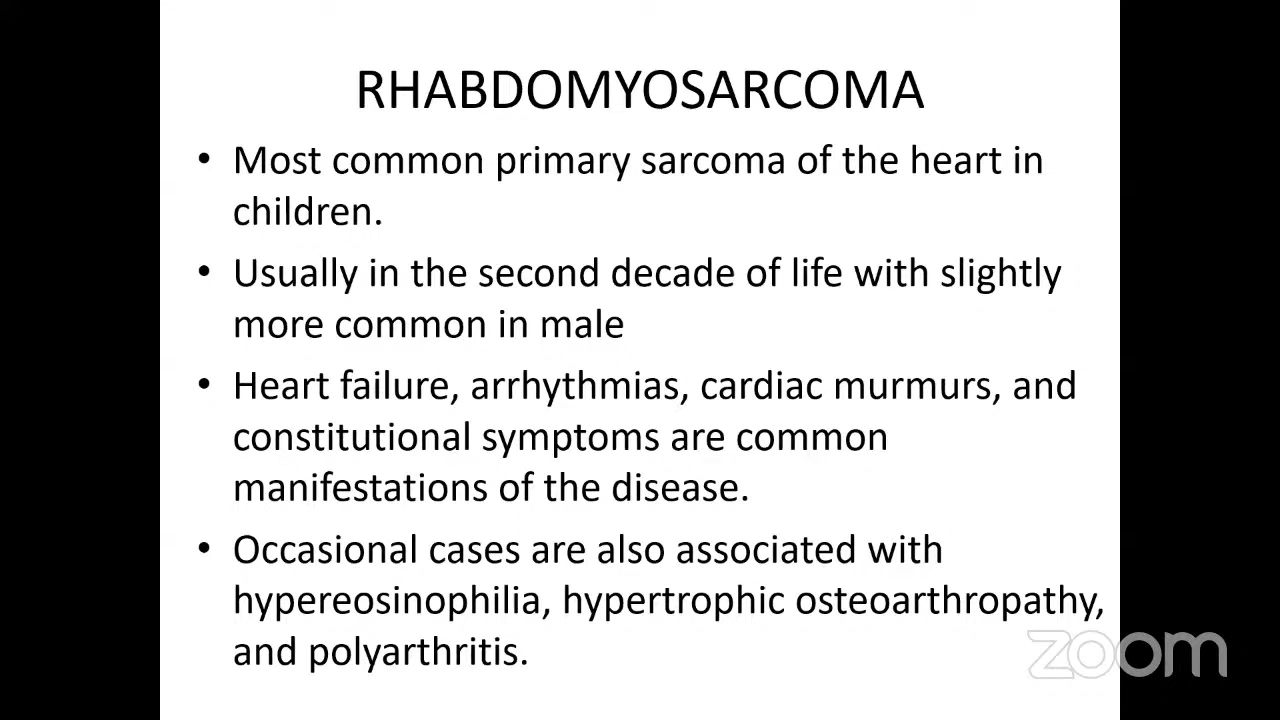 RHABDOMYOSARCOMA
• Most common primary sarcoma of the heart in
children.
• Usually in the second decade of life with slightly
more common in male
• Heart failure, arrhythmias, cardiac murmurs, and
constitutional symptoms are common
manifestations of the disease.
• Occasional cases are also associated with
hypereosinophilia, hypertrophic osteoarthropathy,
and polyarthritis.
zoom